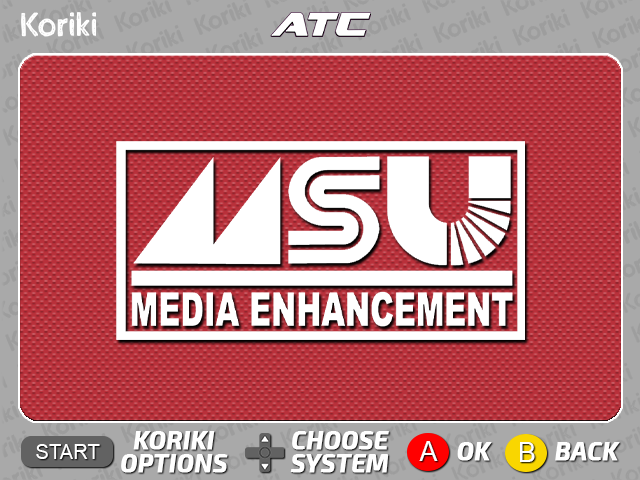 Koriki
ATC
MSU
MEDIA ENHANCEMENT
START
KORIKI
OPTIONS
CHOOSE
SYSTEM
A
OK
B
BACK